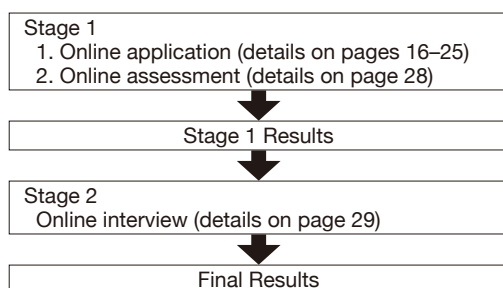 Stage 1
1. Online application (details on pages 16–25)
2. Online assessment (details on page 28)
Stage 1 Results
Stage 2
Online interview (details on page 29)
Final Results